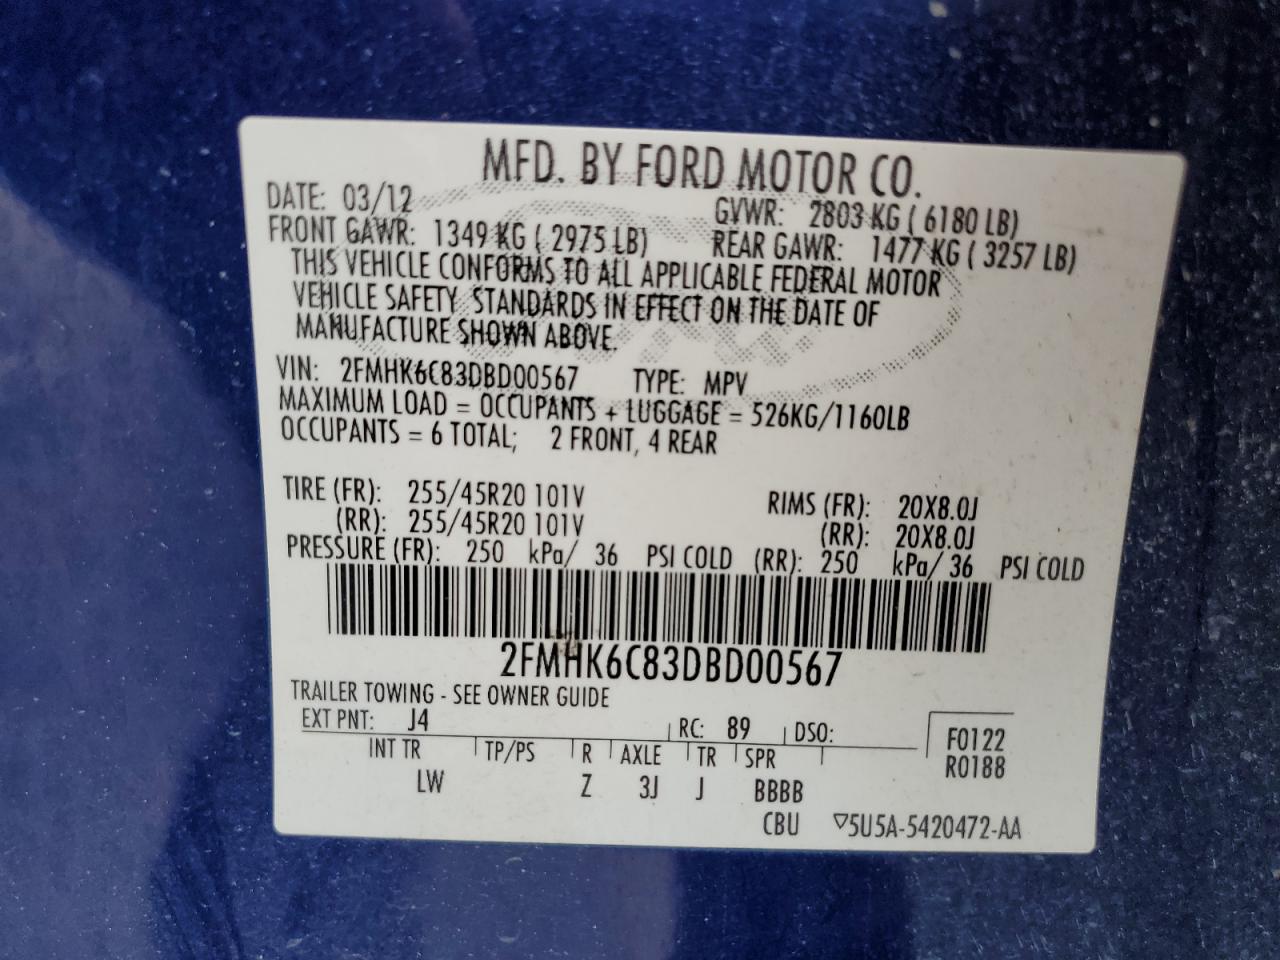 MFD. BY FORD MOTOR CO.
DATE: 03/12 GVWR: 2803 KG ( 6180 LB)
FRONT GAWR: 1349 KG ( 2975 LB) REAR GAWR: 1477 KG ( 3257 LB)
THIS VEHICLE CONFORMS TO ALL APPLICABLE FEDERAL MOTOR
VEHICLE SAFETY STANDARDS IN EFFECT ON THE DATE OF
MANUFACTURE SHOWN ABOVE.
VIN: 2FMHK6C83DBD00567 TYPE: MPV
MAXIMUM LOAD = OCCUPANTS + LUGGAGE = 526KG/1160LB
OCCUPANTS = 6 TOTAL; 2 FRONT, 4 REAR
TIRE (FR): 255/45R20 101V RIMS (FR): 20X8.0J
(RR): 255/45R20 101V (RR): 20X8.0J
PRESSURE (FR): 250 kPa/ 36 PSI COLD (RR): 250 kPa/ 36 PSI COLD
2FMHK6C83DBD00567
TRAILER TOWING - SEE OWNER GUIDE
EXT PNT: J4 RC: 89 DSO: F0122
INT TR TP/PS R AXLE TR SPR R0188
LW Z 3J J BBBB
CBU ▽5U5A-5420472-AA